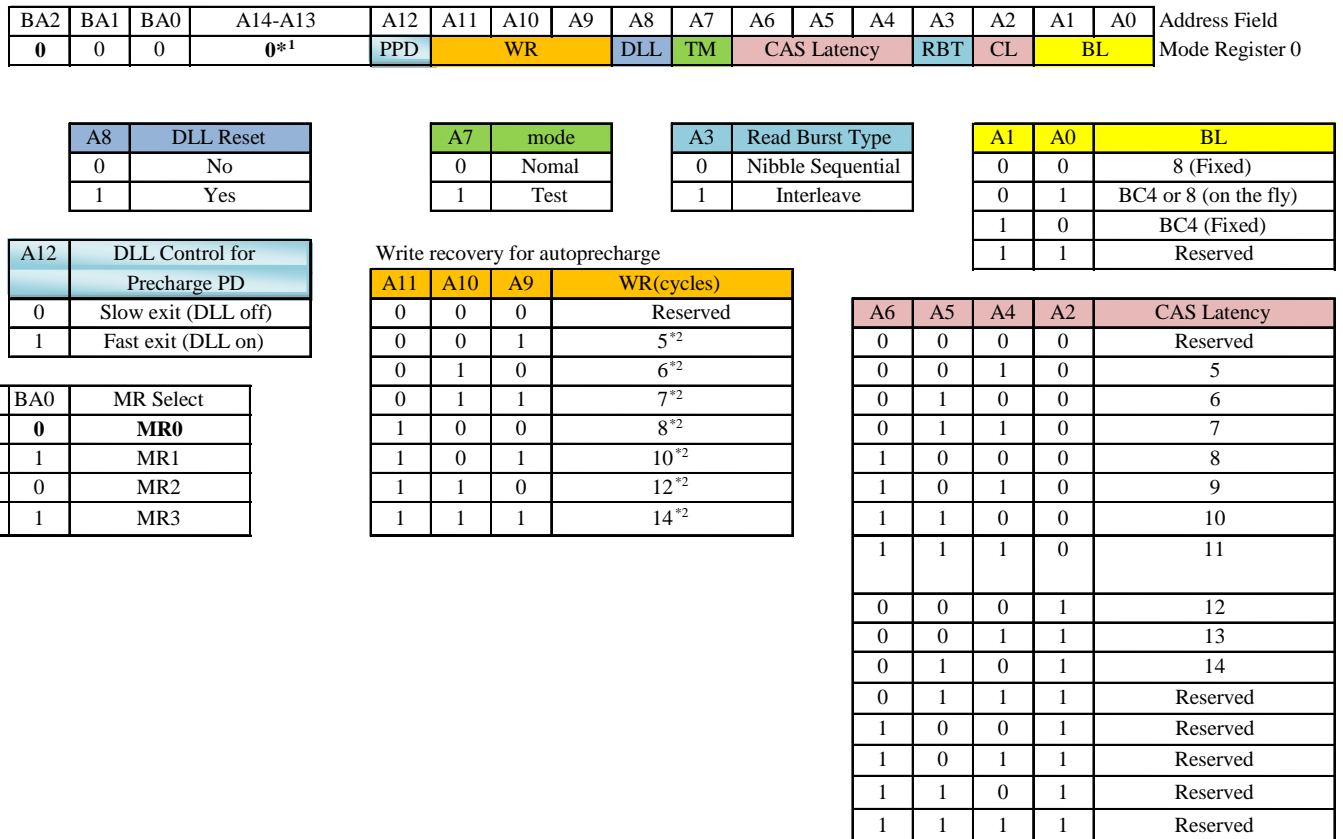 BA2 BA1 BA0 A14-A13 A12 A11 A10 A9 A8 A7 A6 A5 A4 A3 A2 A1 A0 Address Field
0 0 0 0*1 PPD WR DLL TM CAS Latency RBT CL BL Mode Register 0
A8 DLL Reset
0 No
1 Yes
A7 mode
0 Nomal
1 Test
A3 Read Burst Type
0 Nibble Sequential
1 Interleave
A1 A0 BL
0 0 8 (Fixed)
0 1 BC4 or 8 (on the fly)
1 0 BC4 (Fixed)
1 1 Reserved
A12 DLL Control for
Precharge PD
0 Slow exit (DLL off)
1 Fast exit (DLL on)
BA0 MR Select
0 MR0
1 MR1
0 MR2
1 MR3
Write recovery for autoprecharge
A11 A10 A9 WR(cycles)
0 0 0 Reserved
0 0 1 5*2
0 1 0 6*2
0 1 1 7*2
1 0 0 8*2
1 0 1 10*2
1 1 0 12*2
1 1 1 14*2
A6 A5 A4 A2 CAS Latency
0 0 0 0 Reserved
0 0 1 0 5
0 1 0 0 6
0 1 1 0 7
1 0 0 0 8
1 0 1 0 9
1 1 0 0 10
1 1 1 0 11
0 0 0 1 12
0 0 1 1 13
0 1 0 1 14
0 1 1 1 Reserved
1 0 0 1 Reserved
1 0 1 1 Reserved
1 1 0 1 Reserved
1 1 1 1 Reserved